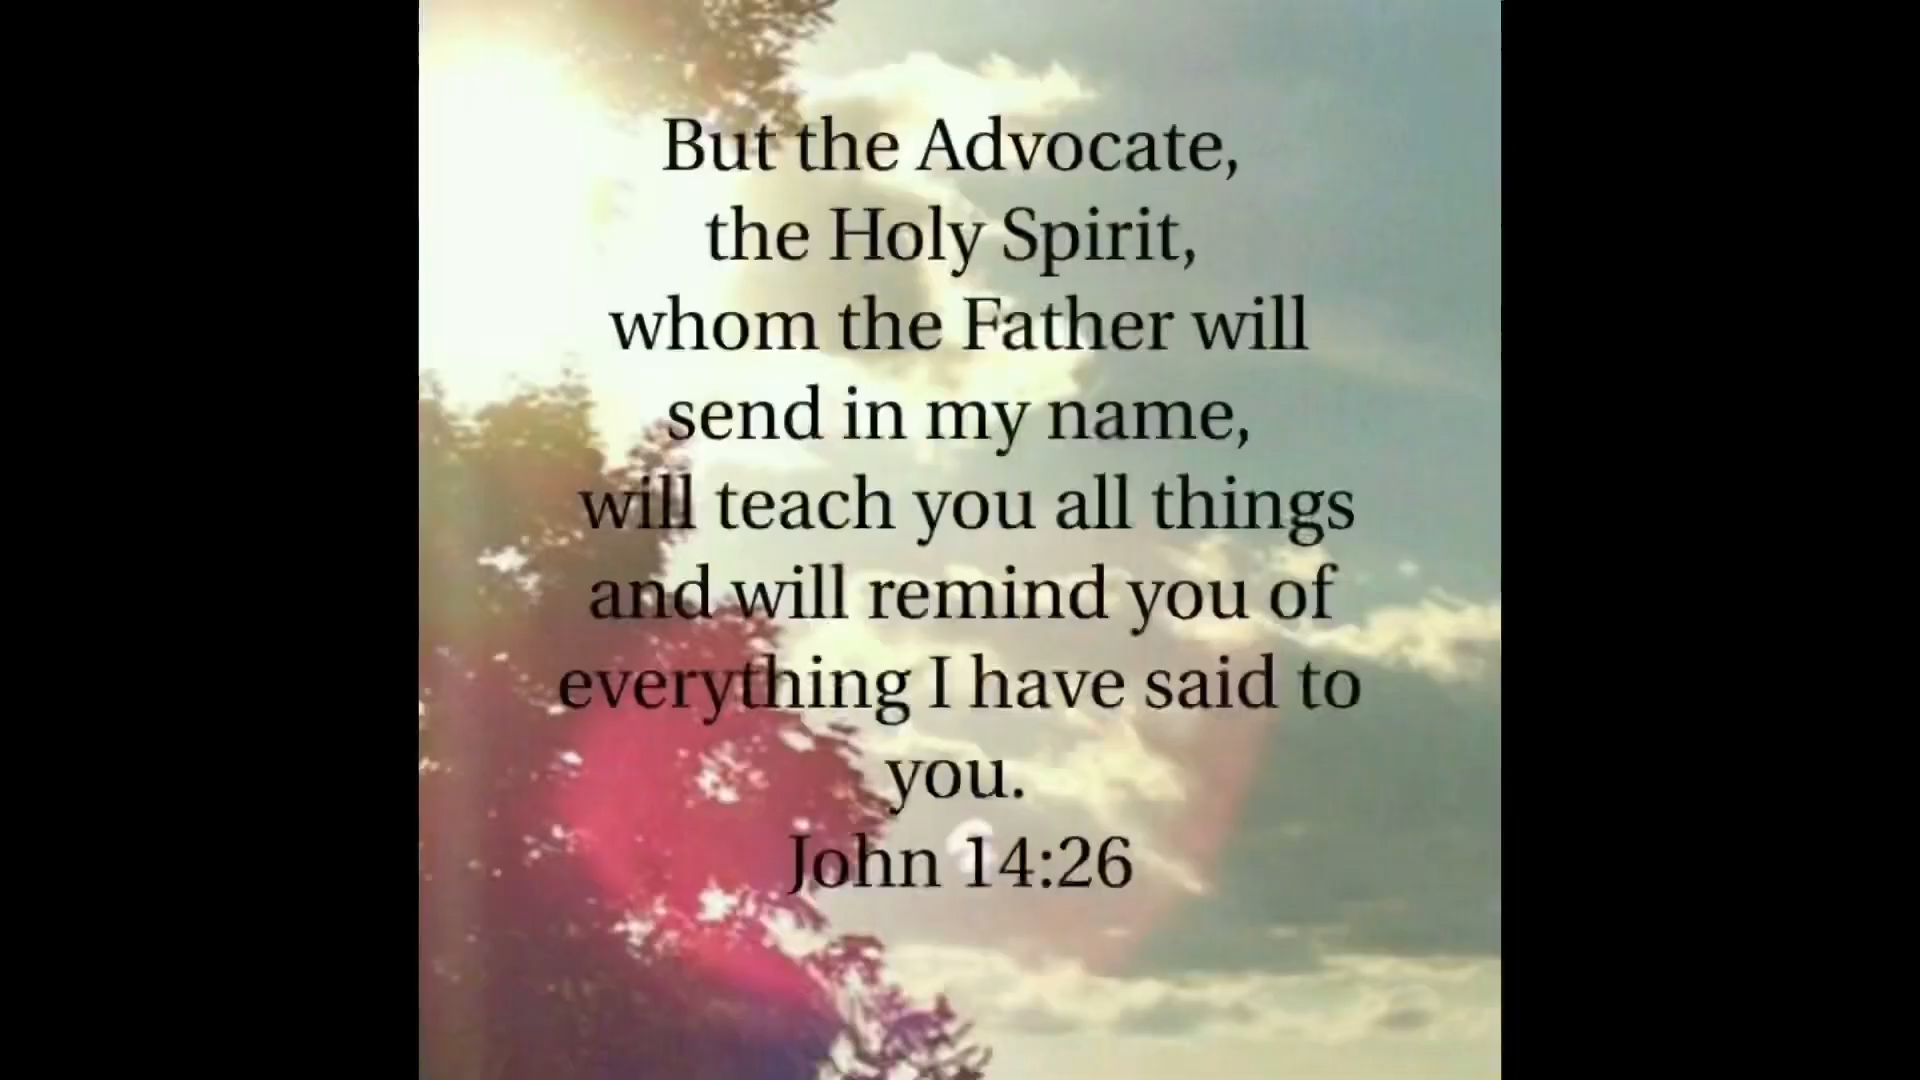 But the Advocate,
the Holy Spirit,
whom the Father will
send in my name,
will teach you all things
and will remind you of
everything I have said to
you.
John 14:26